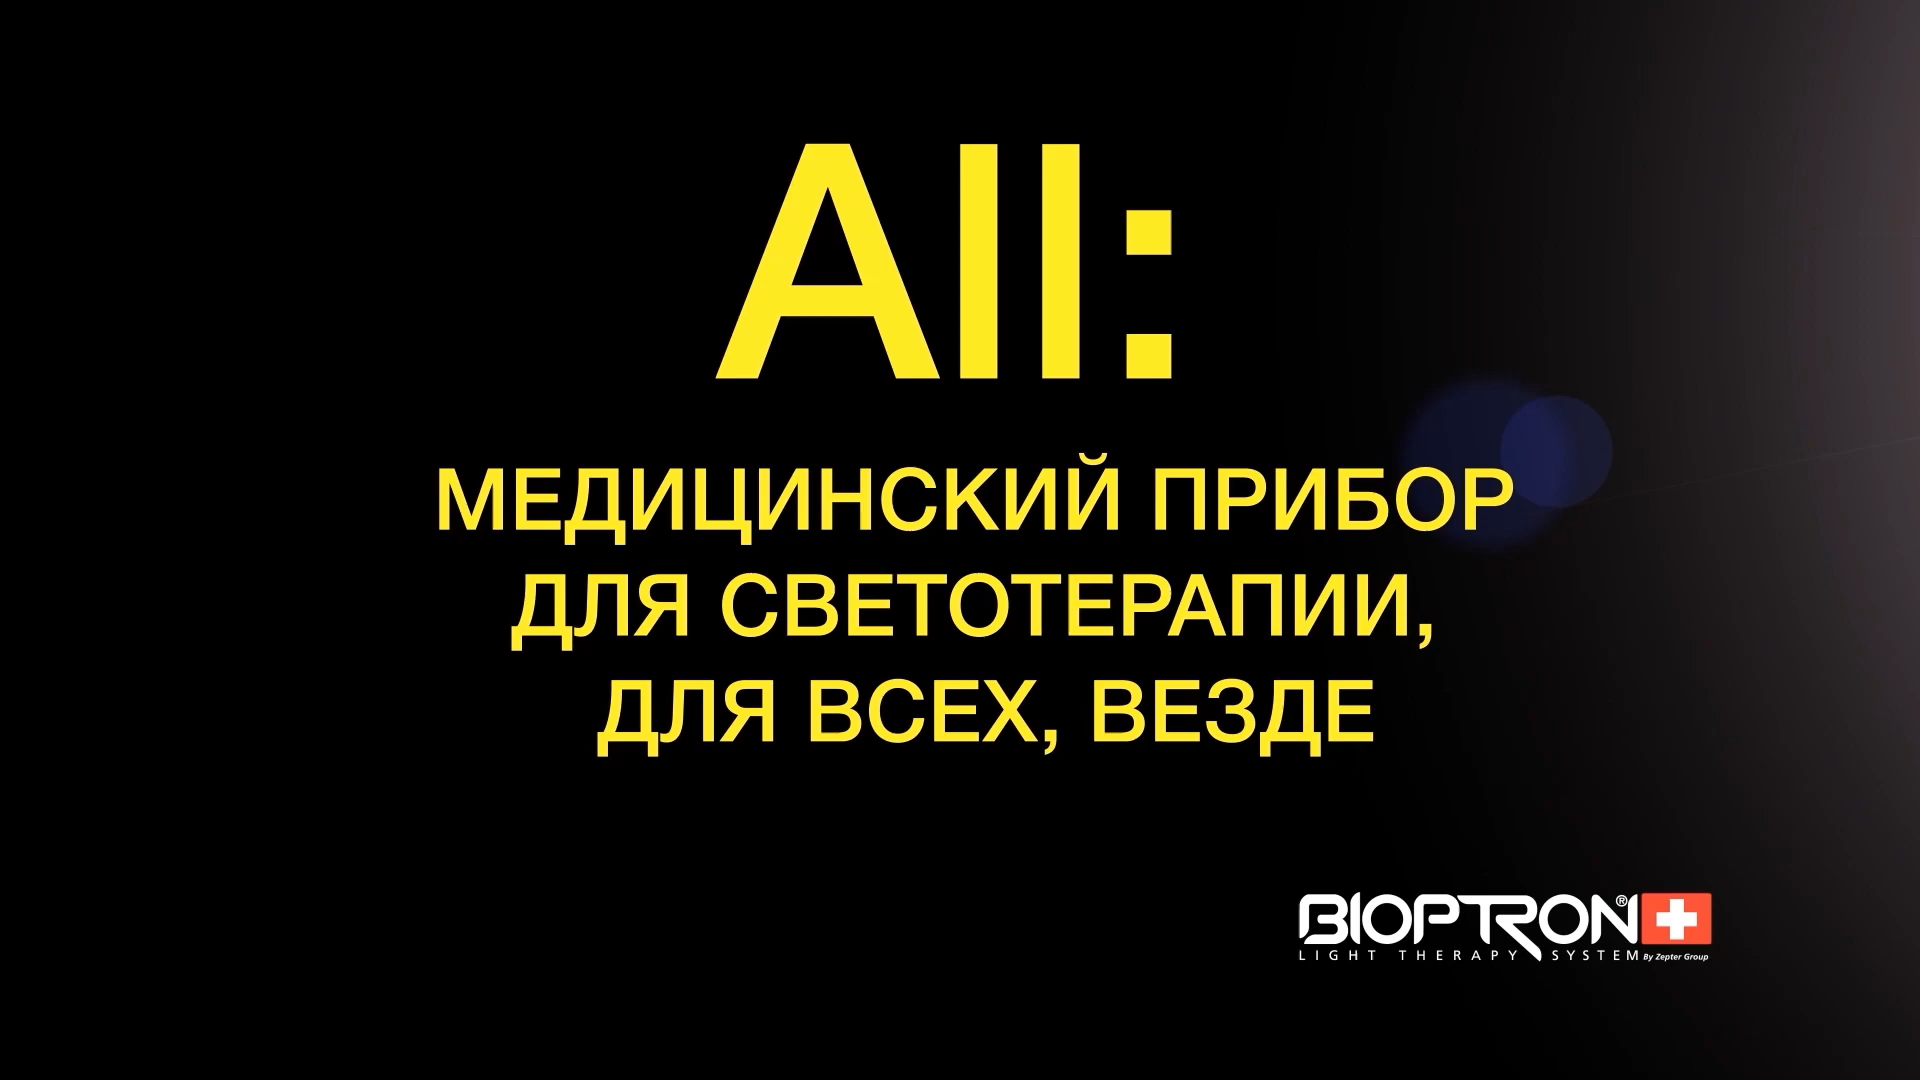 All:
МЕДИЦИНСКИЙ ПРИБОР
ДЛЯ СВЕТОТЕРАПИИ,
ДЛЯ ВСЕХ, ВЕЗДЕ
BIOPTRON®
LIGHT THERAPY SYSTEM By Zepter Group